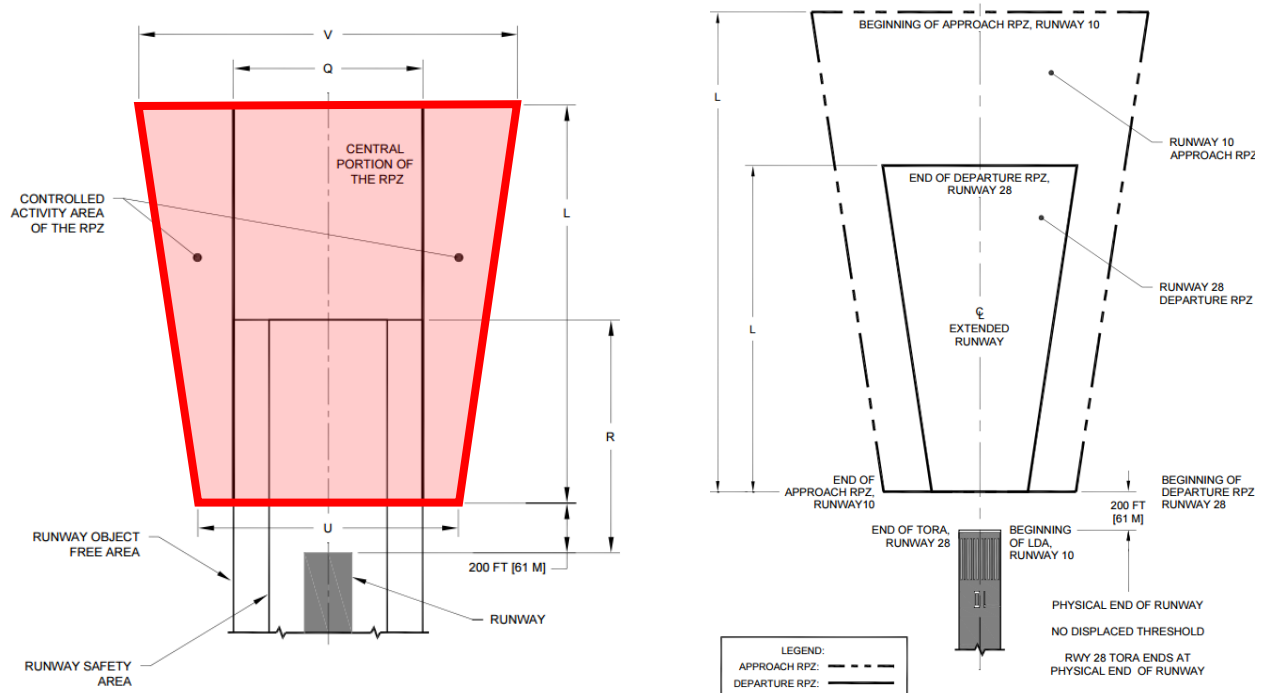 V
Q
CENTRAL
PORTION OF
THE RPZ
CONTROLLED
ACTIVITY AREA
OF THE RPZ
L
R
U
RUNWAY OBJECT
FREE AREA
200 FT [61 M]
RUNWAY
RUNWAY SAFETY
AREA
BEGINNING OF APPROACH RPZ, RUNWAY 10
L
RUNWAY 10
APPROACH RPZ
END OF DEPARTURE RPZ,
RUNWAY 28
RUNWAY 28
DEPARTURE RPZ
L
℄
EXTENDED
RUNWAY
END OF
APPROACH RPZ,
RUNWAY10
BEGINNING OF
DEPARTURE RPZ
RUNWAY 28
200 FT
[61 M]
END OF TORA,
RUNWAY 28
BEGINNING
OF LDA,
RUNWAY 10
PHYSICAL END OF RUNWAY
NO DISPLACED THRESHOLD
RWY 28 TORA ENDS AT
PHYSICAL END OF RUNWAY
LEGEND:
APPROACH RPZ:
DEPARTURE RPZ: